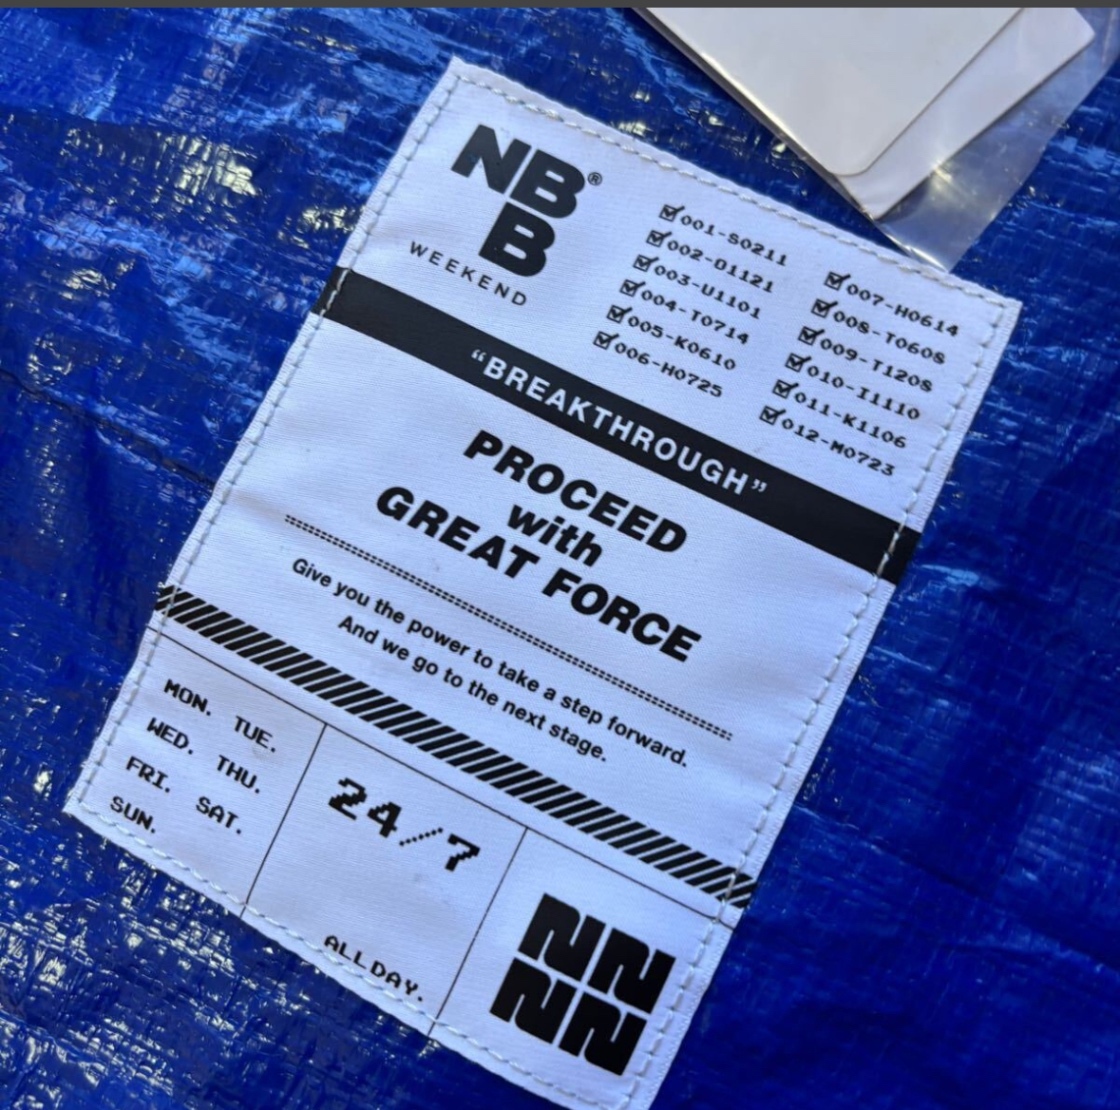 NB®
B
WEEKEND
001-S0211
002-O1121
003-U1101
004-T0714
005-K0610
006-H0725
007-H0614
008-T0608
009-T1208
010-I1110
011-K1106
012-M0723
“BREAKTHROUGH”
PROCEED
with
GREAT FORCE
Give you the power to take a step forward.
And we go to the next stage.
MON. TUE.
WED. THU.
FRI. SAT.
SUN.
24/7
ALLDAY.
NN
NN